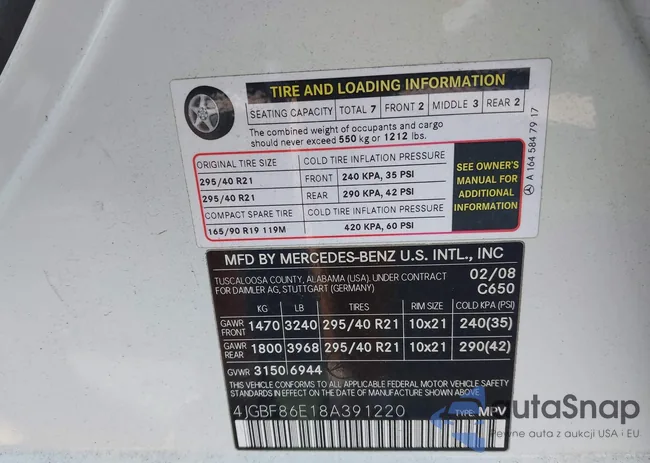 TIRE AND LOADING INFORMATION
SEATING CAPACITY TOTAL 7 FRONT 2 MIDDLE 3 REAR 2
The combined weight of occupants and cargo
should never exceed 550 kg or 1212 lbs.
ORIGINAL TIRE SIZE COLD TIRE INFLATION PRESSURE
295/40 R21 FRONT 240 KPA, 35 PSI
295/40 R21 REAR 290 KPA, 42 PSI
COMPACT SPARE TIRE COLD TIRE INFLATION PRESSURE
165/90 R19 119M 420 KPA, 60 PSI
SEE OWNER'S
MANUAL FOR
ADDITIONAL
INFORMATION
A 164 584 79 17
MFD BY MERCEDES-BENZ U.S. INTL., INC
TUSCALOOSA COUNTY, ALABAMA (USA). UNDER CONTRACT 02/08
FOR DAIMLER AG, STUTTGART (GERMANY) C650
KG LB TIRES RIM SIZE COLD KPA (PSI)
GAWR FRONT 1470 3240 295/40 R21 10x21 240(35)
GAWR REAR 1800 3968 295/40 R21 10x21 290(42)
GVWR 3150 6944
THIS VEHICLE CONFORMS TO ALL APPLICABLE FEDERAL MOTOR VEHICLE SAFETY
STANDARDS IN EFFECT ON THE DATE OF MANUFACTURE SHOWN ABOVE.
4JGBF86E18A391220 TYPE: MPV
autaSnap
Pewne auta z aukcji USA i EU